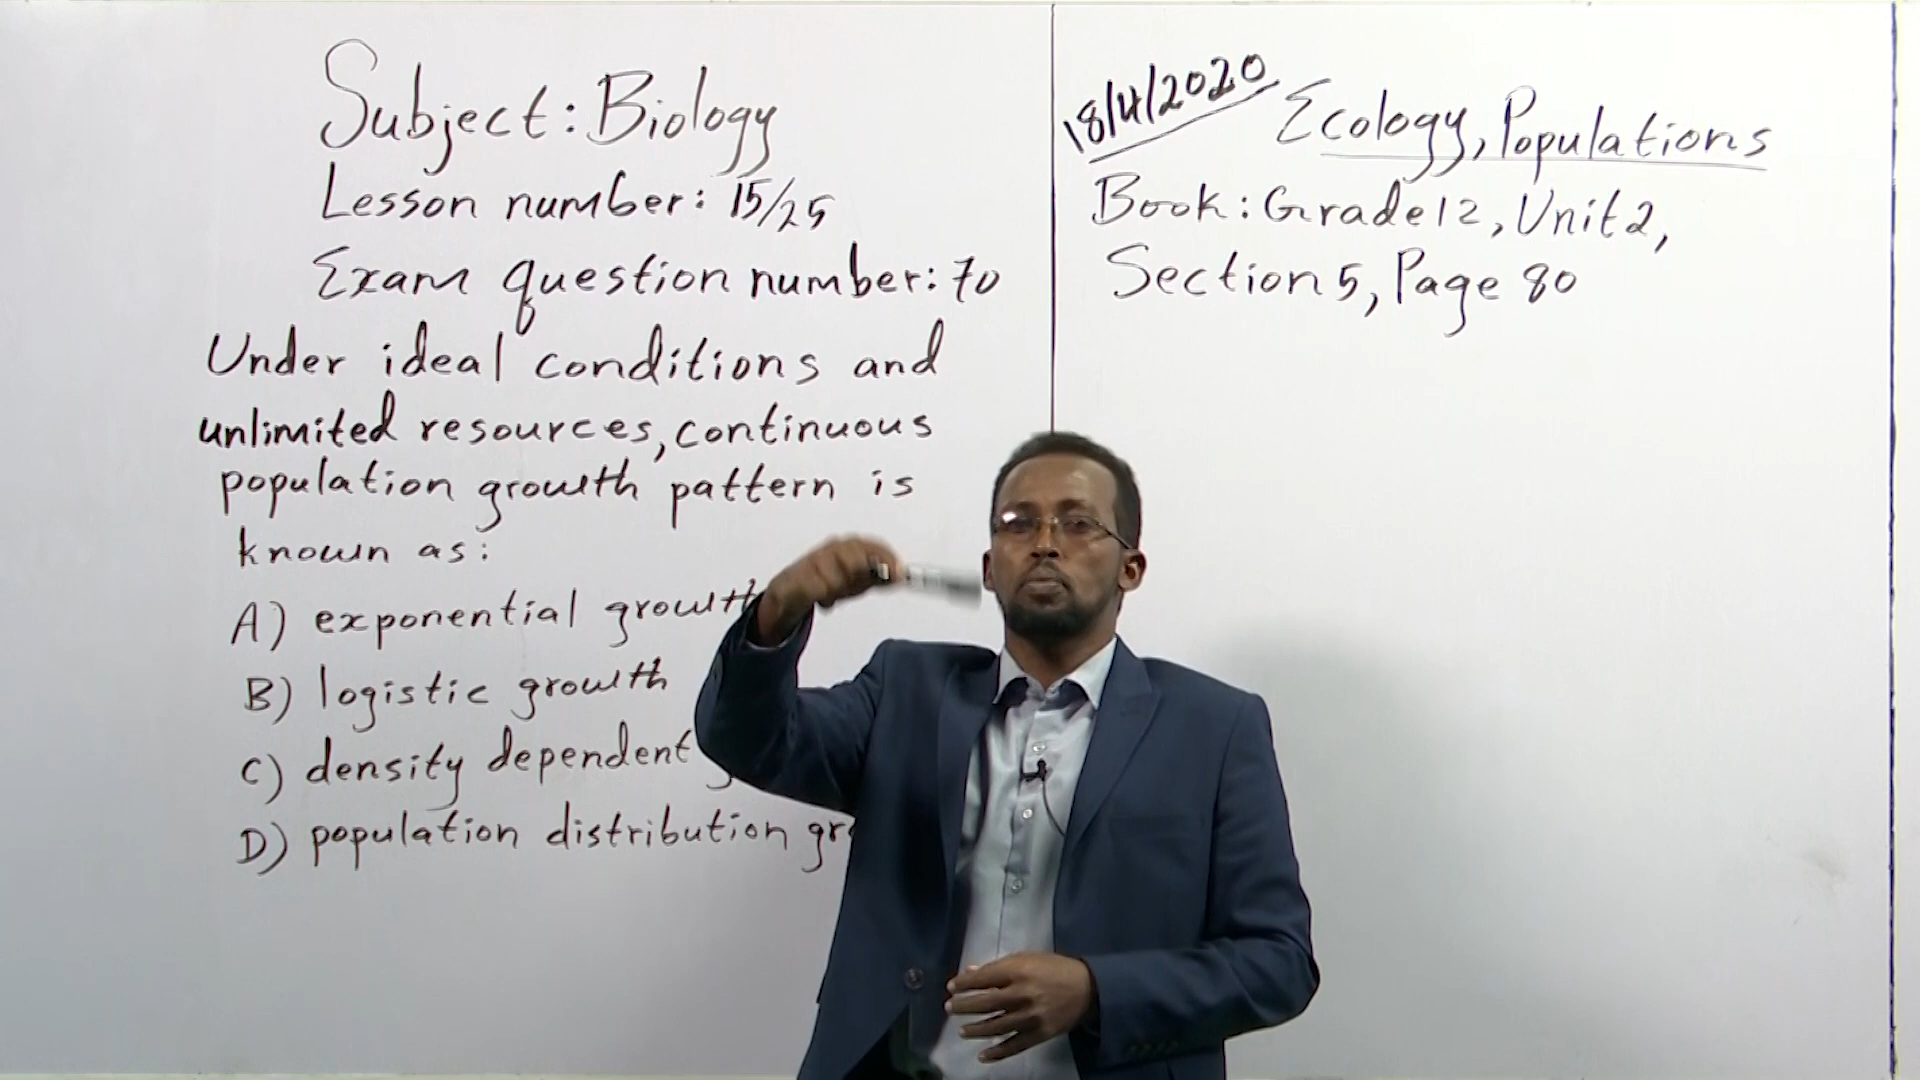 Subject: Biology
Lesson number: 15/25
Exam question number: 70
Under ideal conditions and
unlimited resources, continuous
population growth pattern is
known as:
A) exponential growth
B) logistic growth
C) density dependent
D) population distribution
18/4/2020
Ecology, Populations
Book: Grade 12, Unit 2,
Section 5, Page 80